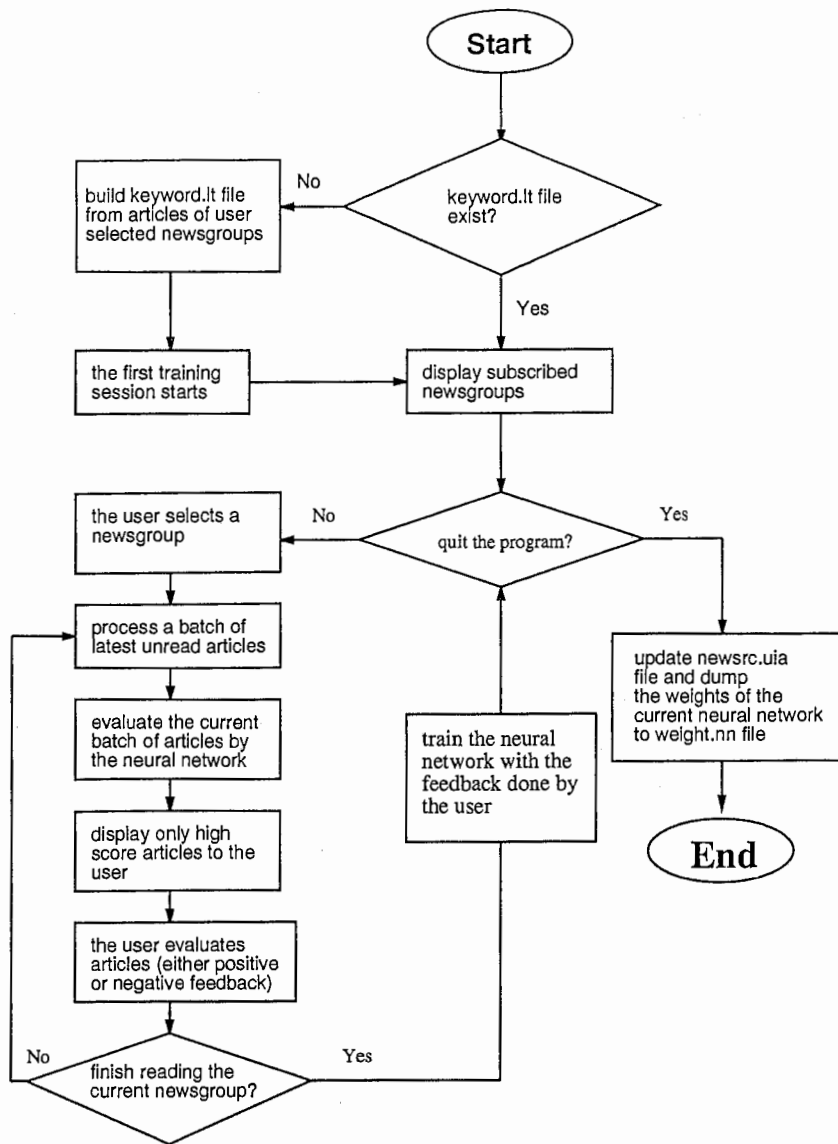 Start
keyword.lt file
exist?
No
Yes
build keyword.lt file
from articles of user
selected newsgroups
the first training
session starts
display subscribed
newsgroups
quit the program?
No
Yes
the user selects a
newsgroup
process a batch of
latest unread articles
evaluate the current
batch of articles by
the neural network
display only high
score articles to the
user
the user evaluates
articles (either positive
or negative feedback)
finish reading the
current newsgroup?
No
Yes
train the neural
network with the
feedback done by
the user
update newsrc.uia
file and dump
the weights of the
current neural network
to weight.nn file
End